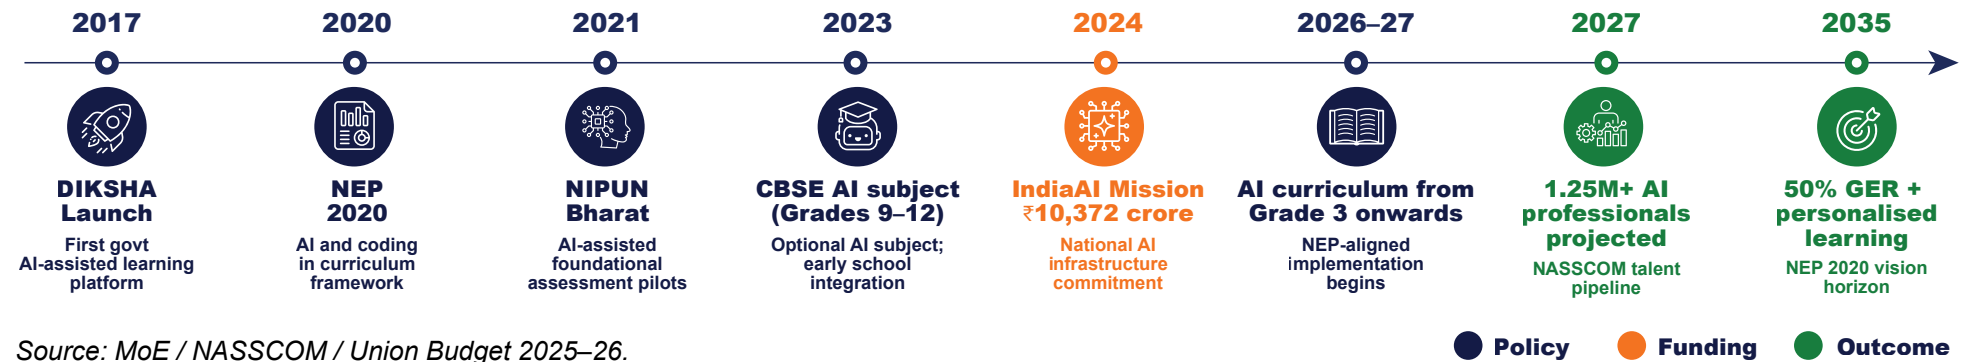 2017
2020
2021
2023
2024
2026–27
2027
2035
DIKSHA
Launch
First govt
AI-assisted learning
platform
NEP
2020
AI and coding
in curriculum
framework
NIPUN
Bharat
AI-assisted
foundational
assessment pilots
CBSE AI subject
(Grades 9–12)
Optional AI subject;
early school
integration
IndiaAI Mission
₹10,372 crore
National AI
infrastructure
commitment
AI curriculum from
Grade 3 onwards
NEP-aligned
implementation
begins
1.25M+ AI
professionals
projected
NASSCOM talent
pipeline
50% GER +
personalised
learning
NEP 2020 vision
horizon
Source: MoE / NASSCOM / Union Budget 2025–26.
Policy
Funding
Outcome